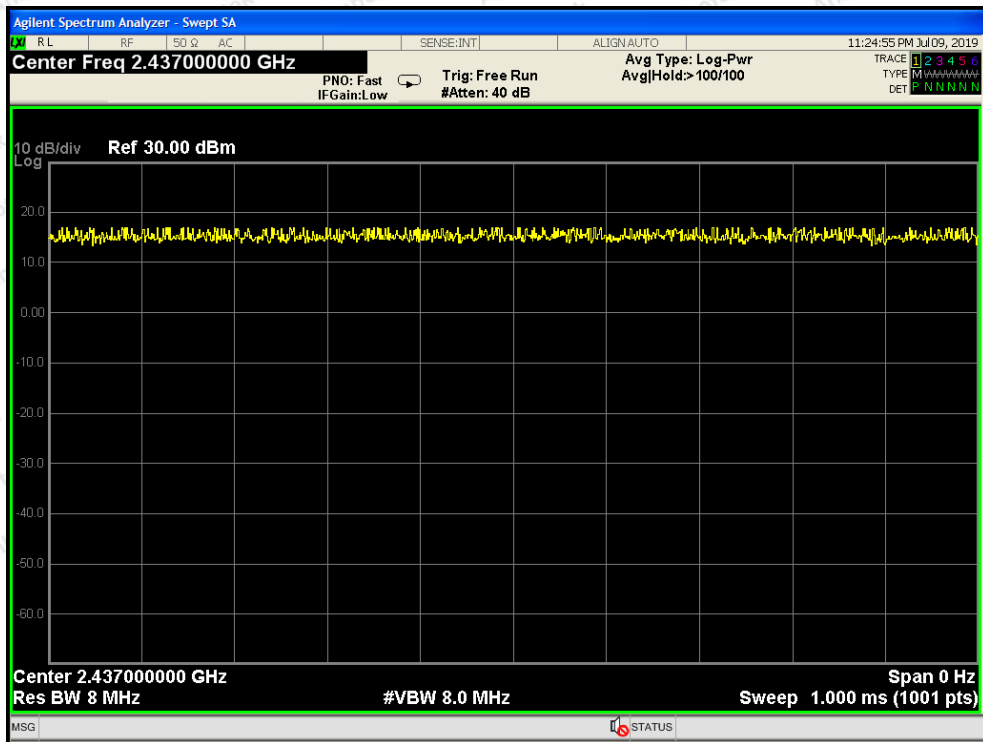 Agilent Spectrum Analyzer - Swept SA
LXI RL RF 50 Ω AC SENSE:INT ALIGNAUTO 11:24:55 PM Jul 09, 2019
Center Freq 2.437000000 GHz
PNO: Fast
IFGain:Low
Trig: Free Run
#Atten: 40 dB
Avg Type: Log-Pwr
Avg|Hold:>100/100
TRACE 1 2 3 4 5 6
TYPE M
DET P N N N N N
10 dB/div Ref 30.00 dBm
Log
20.0
10.0
0.00
-10.0
-20.0
-30.0
-40.0
-50.0
-60.0
Center 2.437000000 GHz Span 0 Hz
Res BW 8 MHz #VBW 8.0 MHz Sweep 1.000 ms (1001 pts)
MSG STATUS